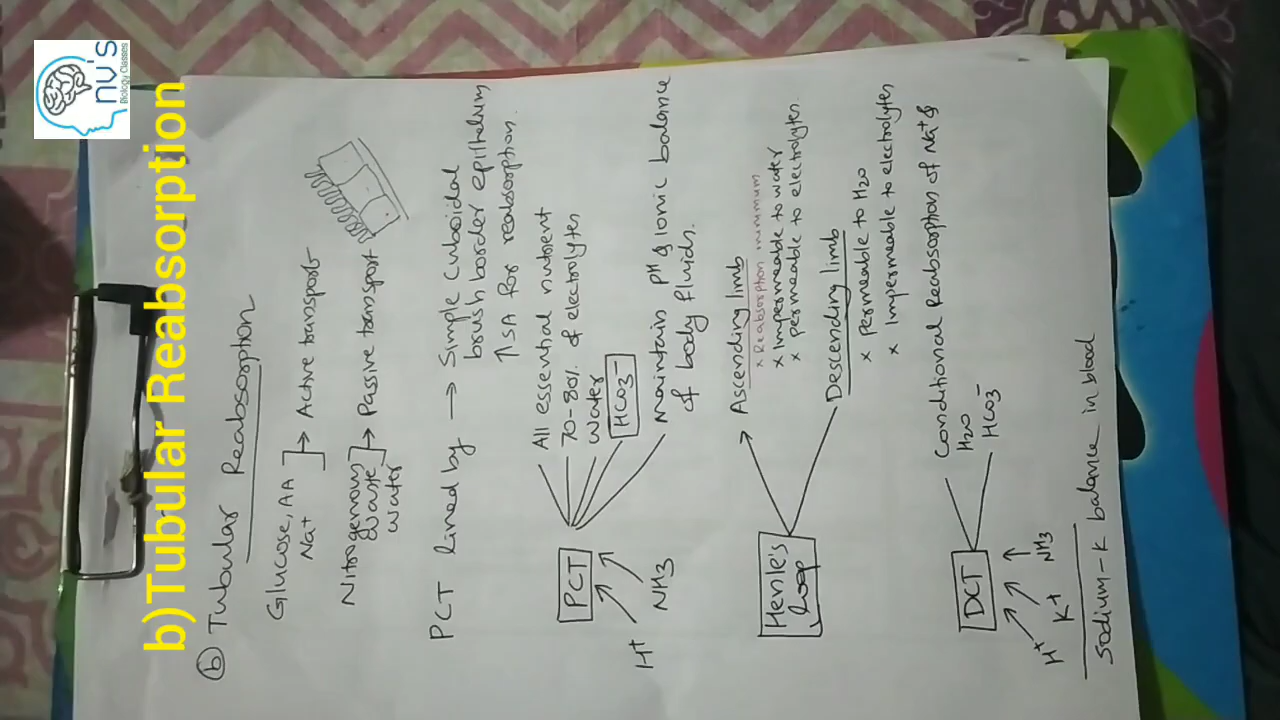 nu's
Biology Classes
b)Tubular Reabsorption
(b) Tubular Reabsorption
Glucose, AA
Na+ → Active transport
Nitrogenous
Waste → Passive transport
water
PCT lined by → Simple cuboidal
brush border epithelium
↑ SA for reabsorption.
PCT
All essential nutrient
70-80% of electrolytes
water
HCO3-
maintain pH & ionic balance
of body fluids.
H+ NH3
Henle's
Loop
Ascending limb
x Reabsorption minimum
x Impermeable to water
x permeable to electrolytes.
Descending limb
x permeable to H2O
x Impermeable to electrolytes
DCT
Conditional Reabsorption of Na+ &
H2O
HCO3-
H+ K+ NH3
Sodium-K balance in blood